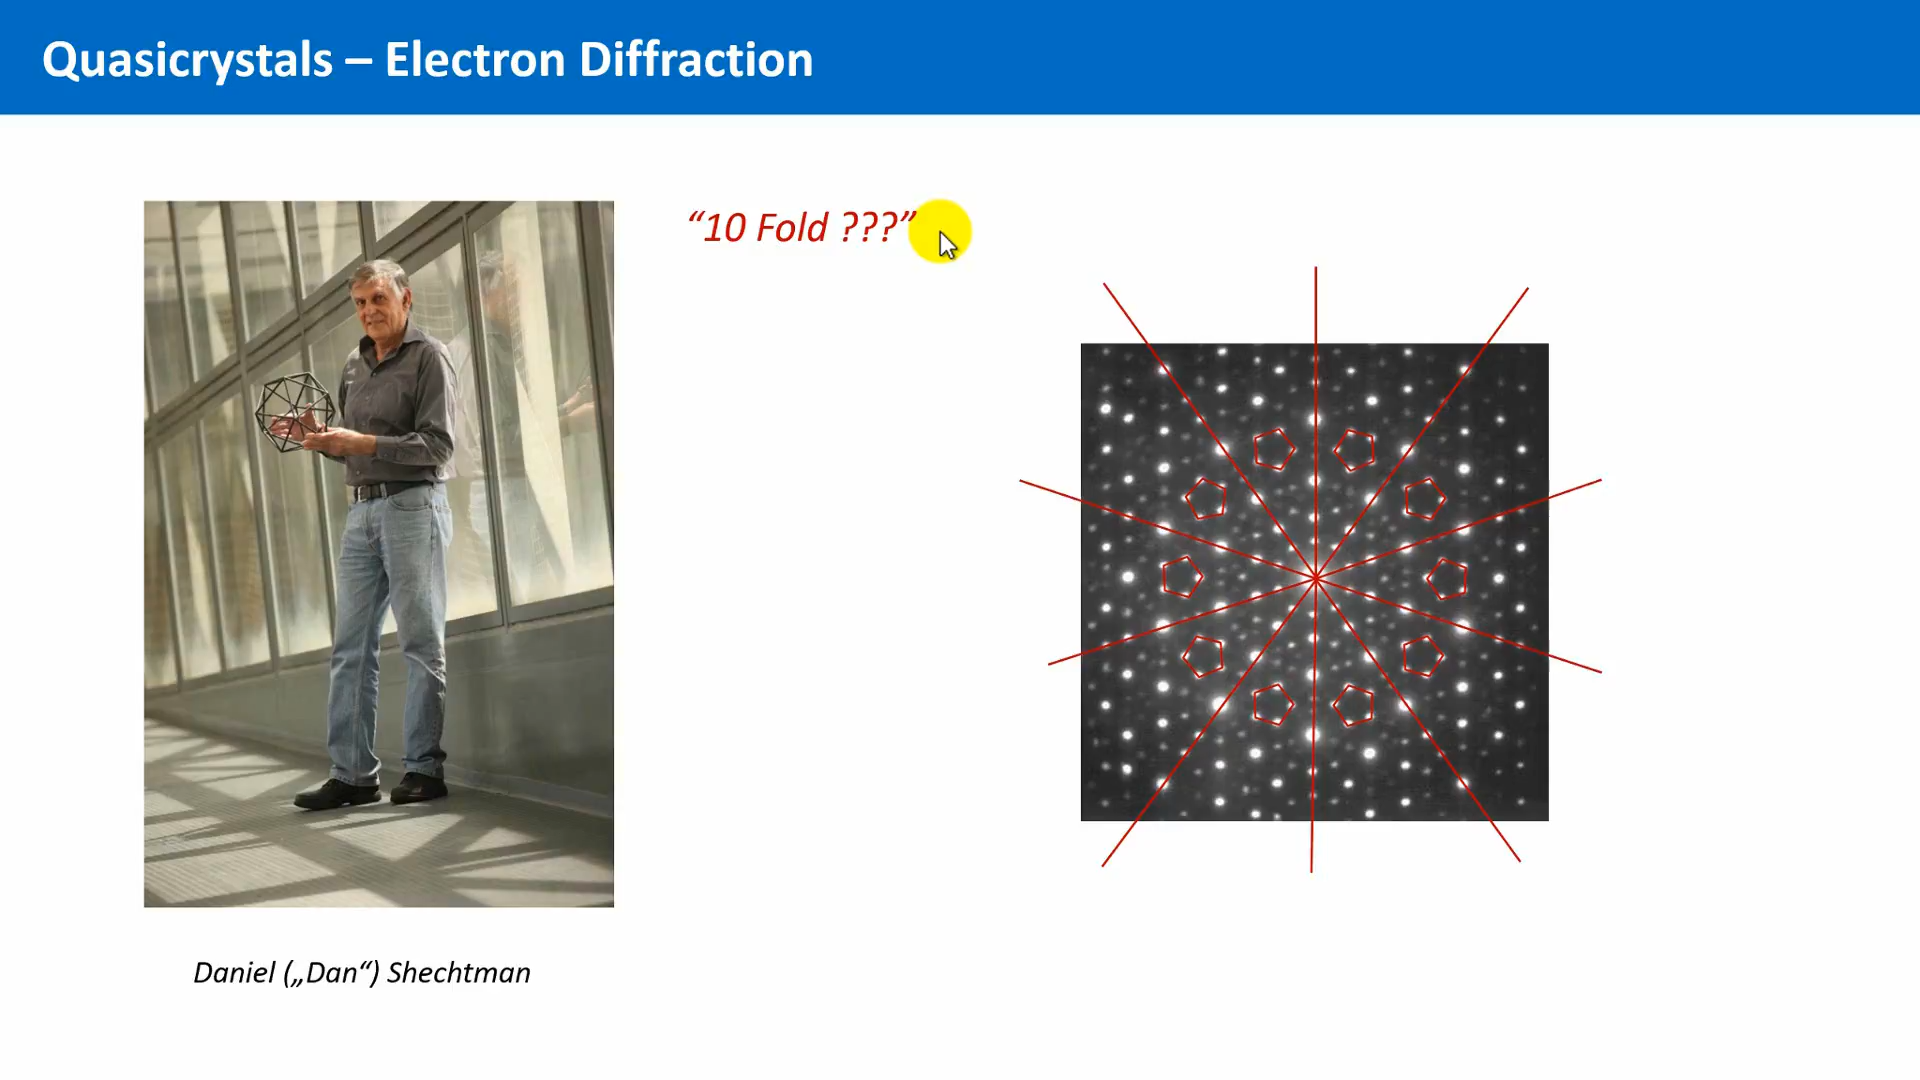 Quasicrystals – Electron Diffraction
“10 Fold ???”
Daniel („Dan“) Shechtman